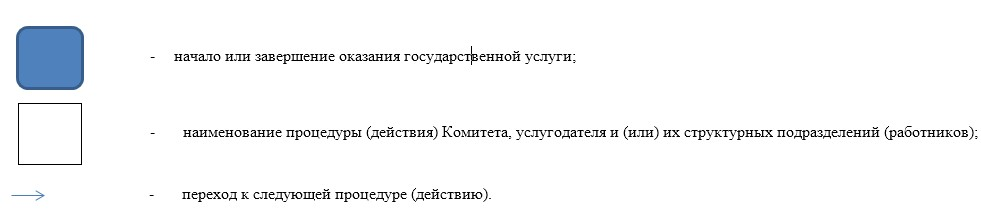 - начало или завершение оказания государственной услуги;
- наименование процедуры (действия) Комитета, услугодателя и (или) их структурных подразделений (работников);
- переход к следующей процедуре (действию).